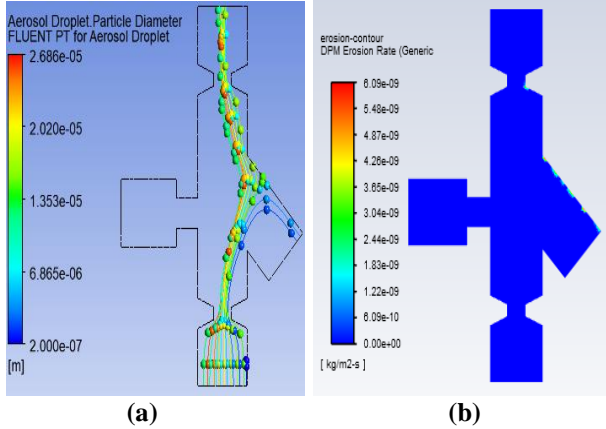 Aerosol Droplet.Particle Diameter
FLUENT PT for Aerosol Droplet
2.686e-05
2.020e-05
1.353e-05
6.865e-06
2.000e-07
[m]
(a)
erosion-contour
DPM Erosion Rate (Generic
6.09e-09
5.48e-09
4.87e-09
4.26e-09
3.65e-09
3.04e-09
2.44e-09
1.83e-09
1.22e-09
6.09e-10
0.00e+00
[ kg/m2-s ]
(b)